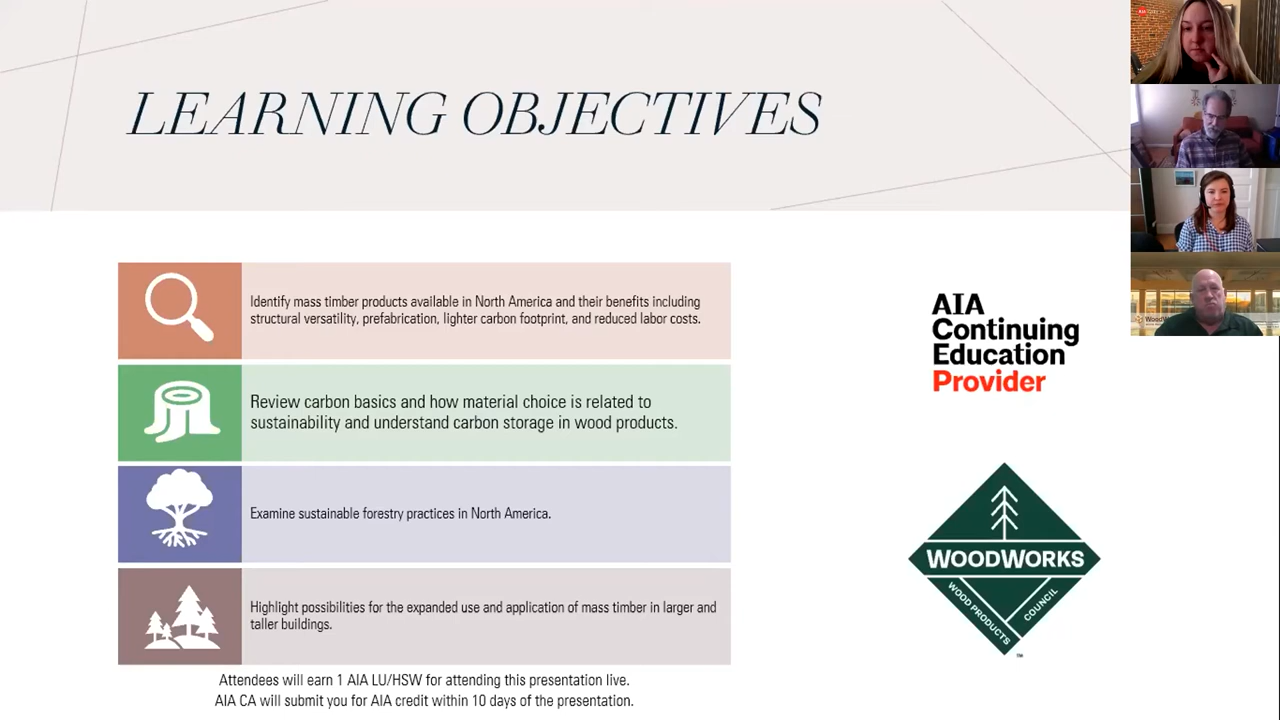 LEARNING OBJECTIVES
Identify mass timber products available in North America and their benefits including
structural versatility, prefabrication, lighter carbon footprint, and reduced labor costs.
Review carbon basics and how material choice is related to
sustainability and understand carbon storage in wood products.
Examine sustainable forestry practices in North America.
Highlight possibilities for the expanded use and application of mass timber in larger and
taller buildings.
Attendees will earn 1 AIA LU/HSW for attending this presentation live.
AIA CA will submit you for AIA credit within 10 days of the presentation.
AIA
Continuing
Education
Provider
WOODWORKS
WOOD PRODUCTS
COUNCIL
TM